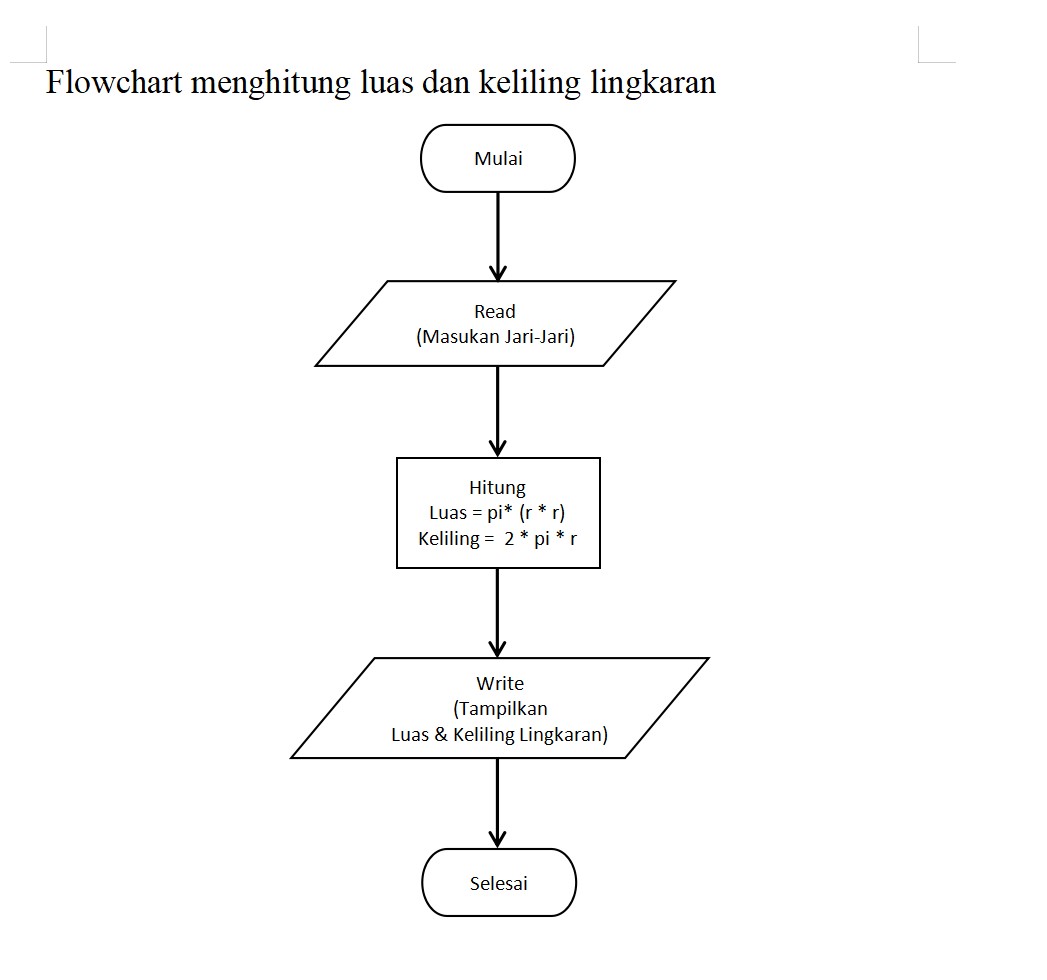 Flowchart menghitung luas dan keliling lingkaran
Mulai
Read
(Masukan Jari-Jari)
Hitung
Luas = pi* (r * r)
Keliling =  2 * pi * r
Write
(Tampilkan
Luas & Keliling Lingkaran)
Selesai